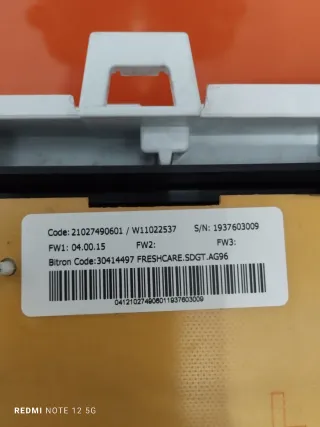 Code: 21027490601 / W11022537 S/N: 1937603009
FW1: 04.00.15 FW2: FW3:
Bitron Code:30414497 FRESHCARE.SDGT.AG96
041210274906011937603009
REDMI NOTE 12 5G